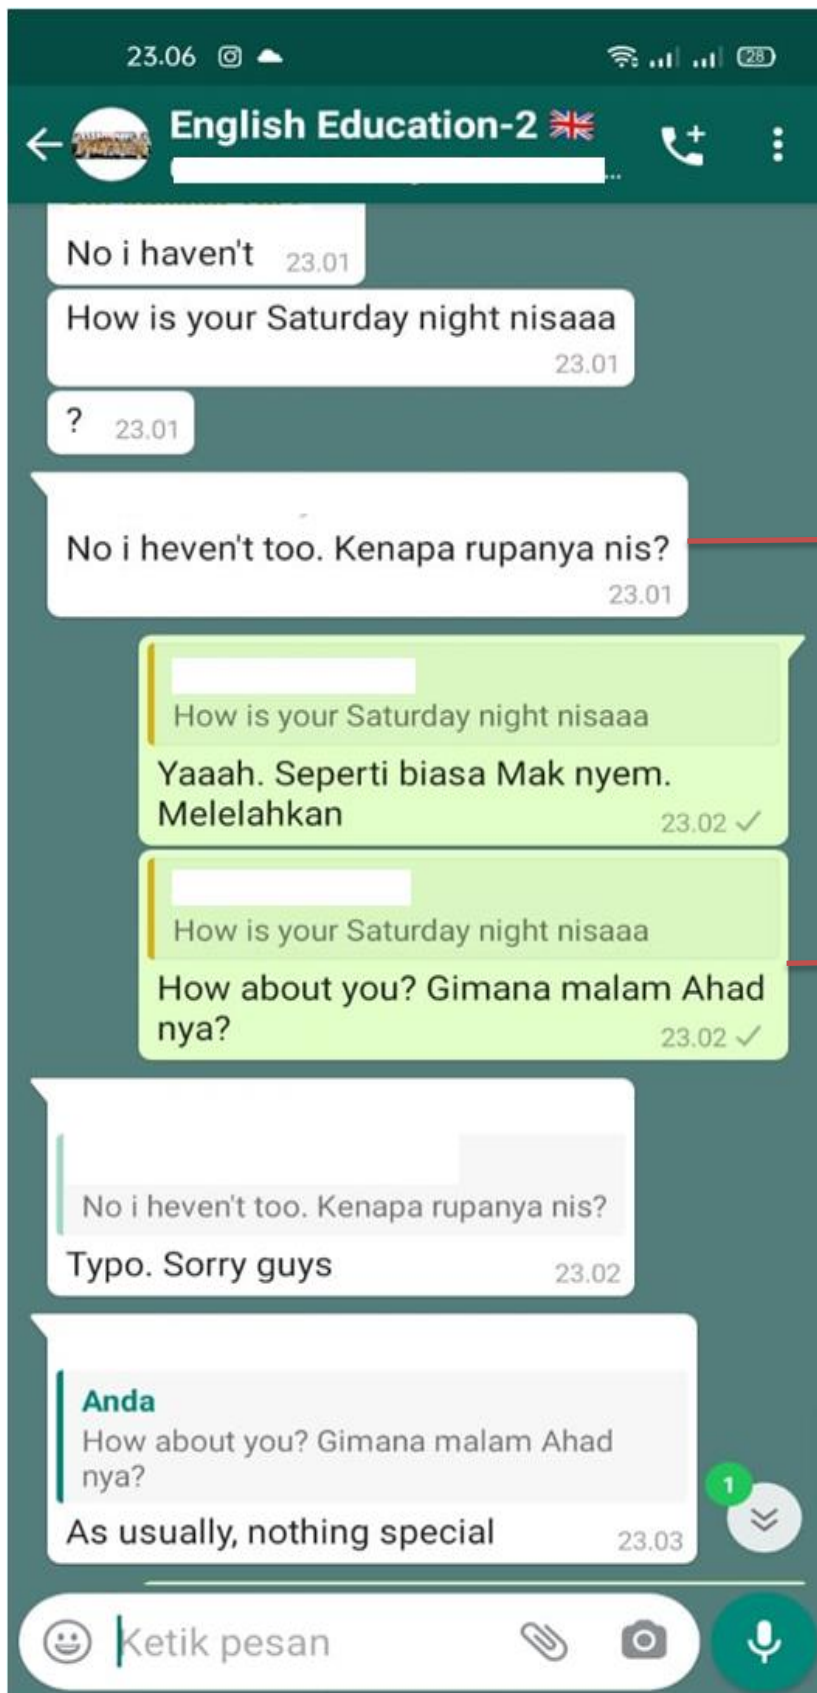 23.06
28
English Education-2
...
No i haven't 23.01
How is your Saturday night nisaaa
23.01
? 23.01
No i heven't too. Kenapa rupanya nis?
23.01
How is your Saturday night nisaaa
Yaaah. Seperti biasa Mak nyem.
Melelahkan 23.02
How is your Saturday night nisaaa
How about you? Gimana malam Ahad
nya? 23.02
No i heven't too. Kenapa rupanya nis?
Typo. Sorry guys 23.02
Anda
How about you? Gimana malam Ahad
nya?
1
As usually, nothing special 23.03
Ketik pesan